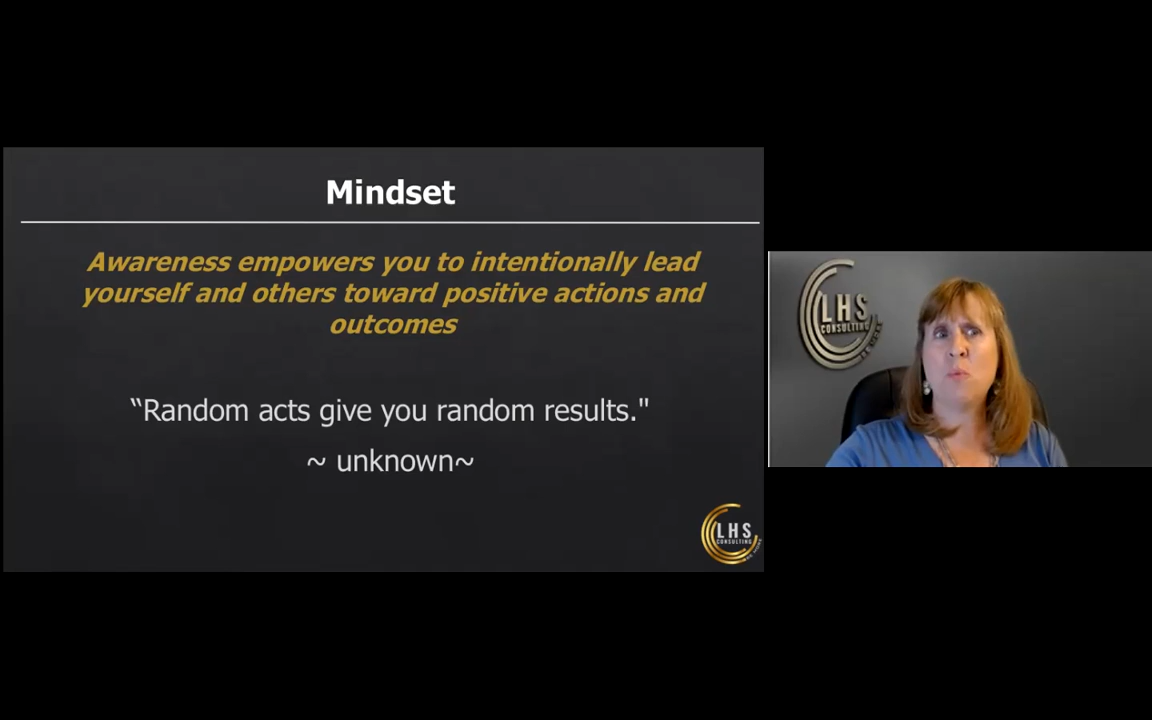 Mindset
Awareness empowers you to intentionally lead
yourself and others toward positive actions and
outcomes
“Random acts give you random results."
~ unknown~
LHS
CONSULTING
LHS
CONSULTING